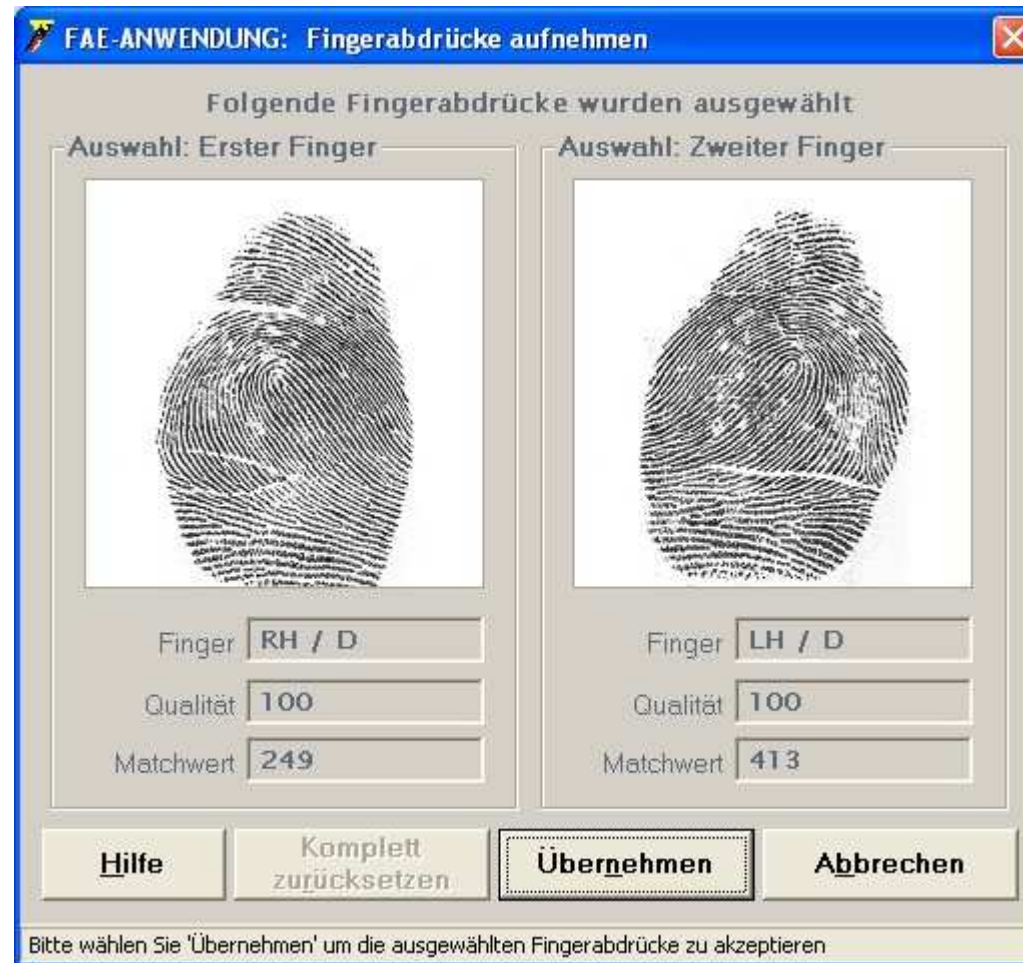 FAE-ANWENDUNG: Fingerabdrücke aufnehmen
Folgende Fingerabdrücke wurden ausgewählt
Auswahl: Erster Finger
Auswahl: Zweiter Finger
Finger RH / D
Qualität 100
Matchwert 249
Finger LH / D
Qualität 100
Matchwert 413
Hilfe
Komplett
zurücksetzen
Übernehmen
Abbrechen
Bitte wählen Sie 'Übernehmen' um die ausgewählten Fingerabdrücke zu akzeptieren